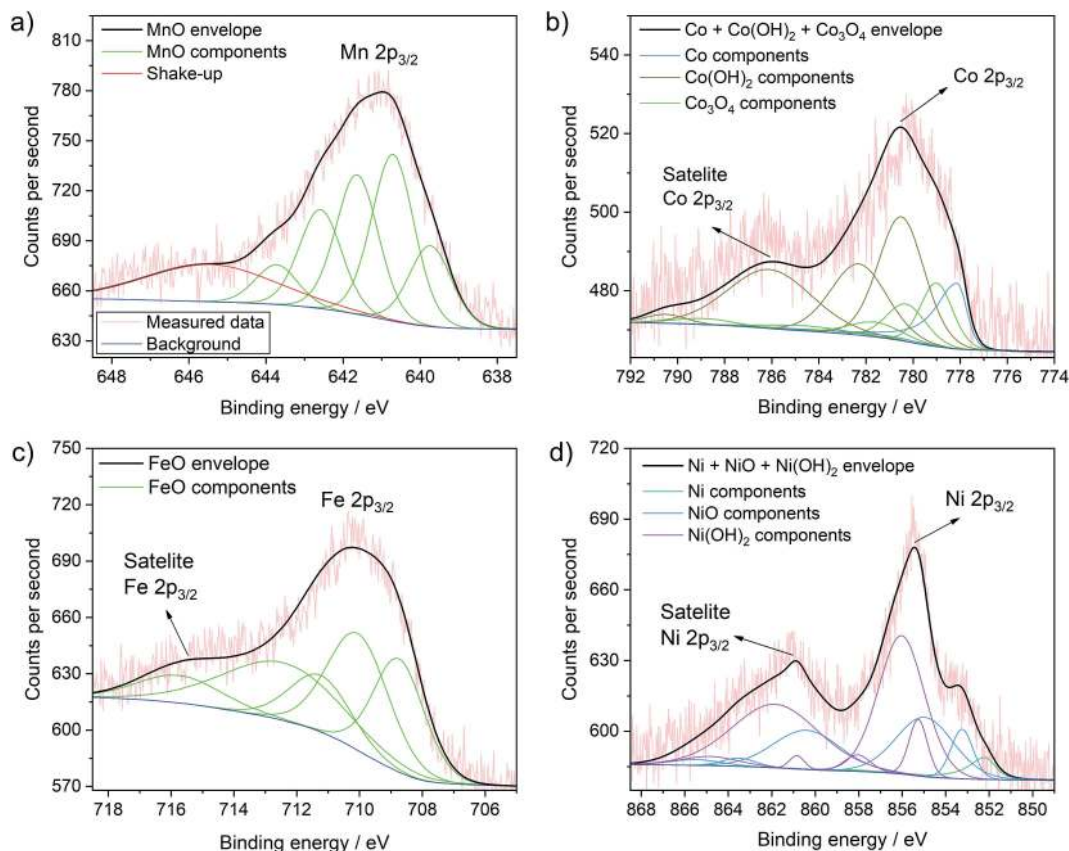 a)
810
780
750
720
690
660
630
MnO envelope
MnO components
Shake-up
Mn 2p3/2
Measured data
Background
648 646 644 642 640 638
Binding energy / eV
Counts per second
b)
550
520
490
480
Co + Co(OH)2 + Co3O4 envelope
Co components
Co(OH)2 components
Co3O4 components
Co 2p3/2
Satelite
Co 2p3/2
792 790 788 786 784 782 780 778 776 774
Binding energy / eV
Counts per second
c)
750
720
690
660
630
600
570
FeO envelope
FeO components
Fe 2p3/2
Satelite
Fe 2p3/2
718 716 714 712 710 708 706
Binding energy / eV
Counts per second
d)
720
690
660
630
600
Ni + NiO + Ni(OH)2 envelope
Ni components
NiO components
Ni(OH)2 components
Ni 2p3/2
Satelite
Ni 2p3/2
868 866 864 862 860 858 856 854 852 850
Binding energy / eV
Counts per second